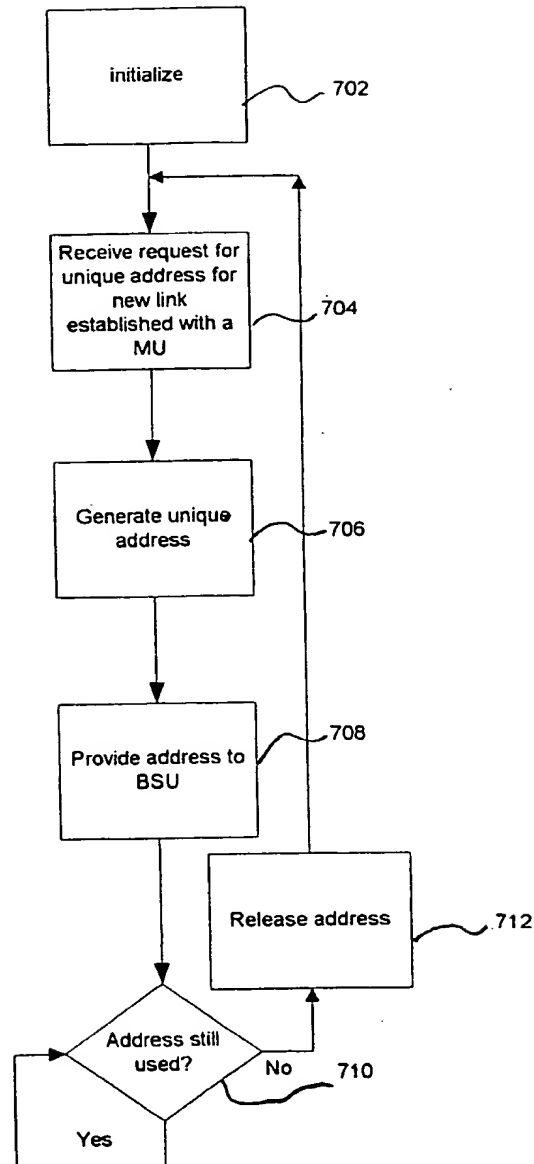 initialize
702
Receive request for
unique address for
new link
established with a
MU
704
Generate unique
address
706
Provide address to
BSU
708
Release address
712
Address still
used?
No
710
Yes